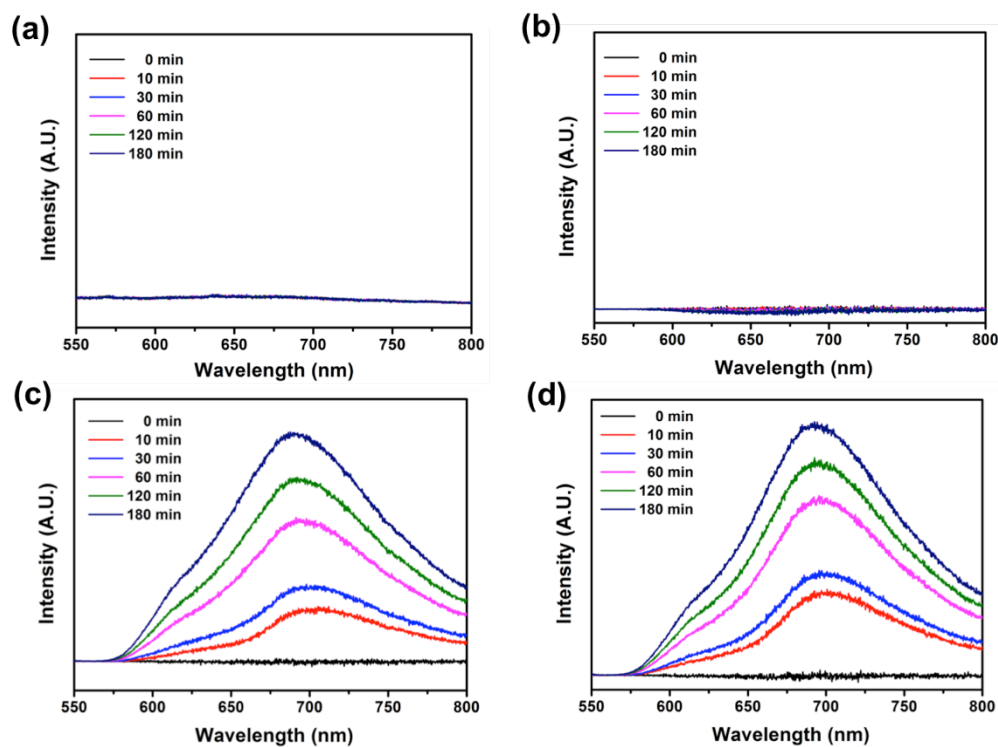 (a)
0 min
10 min
30 min
60 min
120 min
180 min
Intensity (A.U.)
550 600 650 700 750 800
Wavelength (nm)
(b)
0 min
10 min
30 min
60 min
120 min
180 min
Intensity (A.U.)
550 600 650 700 750 800
Wavelength (nm)
(c)
0 min
10 min
30 min
60 min
120 min
180 min
Intensity (A.U.)
550 600 650 700 750 800
Wavelength (nm)
(d)
0 min
10 min
30 min
60 min
120 min
180 min
Intensity (A.U.)
550 600 650 700 750 800
Wavelength (nm)